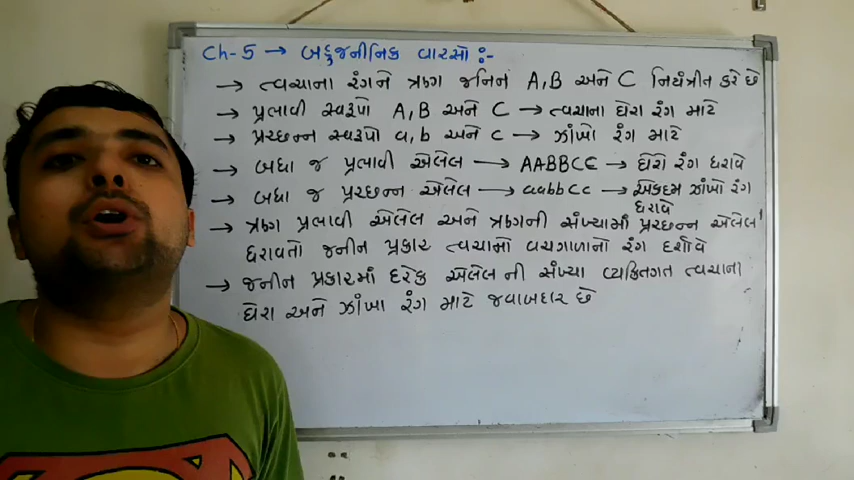 Ch-5 → બહુજનીનિક વારસો :-
→ ત્વચાના રંગને ત્રણ જનિન A,B અને C નિયંત્રીત કરે છે
→ પ્રભાવી સ્વરૂપો A,B અને C → ત્વચાના ઘેરા રંગ માટે
→ પ્રચ્છન્ન સ્વરૂપો a,b અને c → ઝાંખો રંગ માટે
→ બધા જ પ્રભાવી એલેલ → AABBCC → ઘેરો રંગ ધરાવે
→ બધા જ પ્રચ્છન્ન એલેલ → aabbcc → એકદમ ઝાંખો રંગ
ધરાવે
→ ત્રણ પ્રભાવી એલેલ અને ત્રણની સંખ્યામાં પ્રચ્છન્ન એલેલ
ધરાવતો જનીન પ્રકાર ત્વચાનો વચગાળાનો રંગ દર્શાવે
→ જનીન પ્રકારમાં દરેક એલેલ ની સંખ્યા વ્યક્તિગત ત્વચાના
ઘેરા અને ઝાંખા રંગ માટે જવાબદાર છે